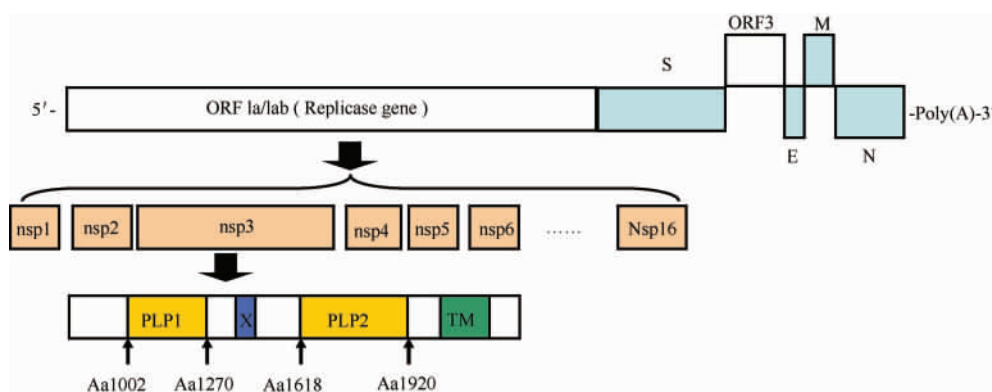 ORF3 M
S
5'- ORF la/lab ( Replicase gene ) -Poly(A)-3'
E N
nsp1 nsp2 nsp3 nsp4 nsp5 nsp6 ...... Nsp16
PLP1 X PLP2 TM
Aa1002 Aa1270 Aa1618 Aa1920